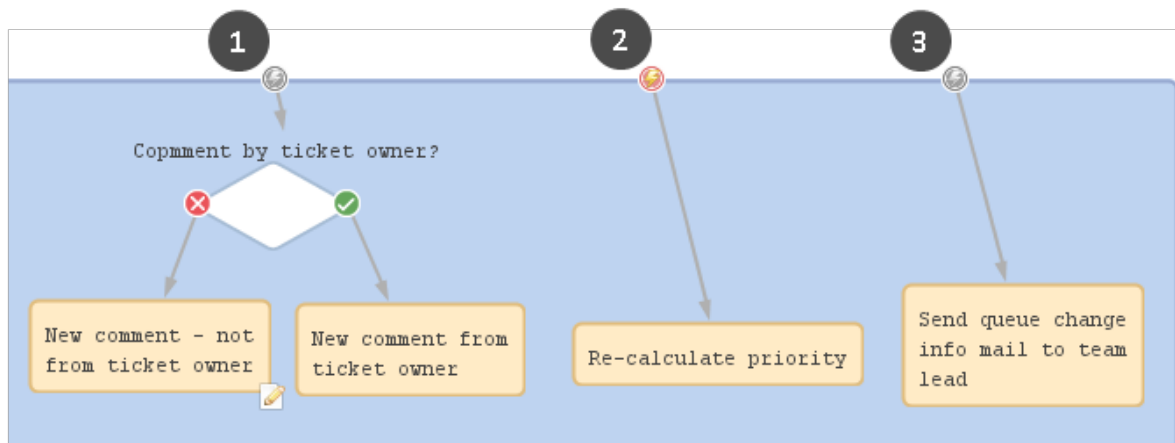 1
2
3
Copmment by ticket owner?
New comment - not
from ticket owner
New comment from
ticket owner
Re-calculate priority
Send queue change
info mail to team
lead